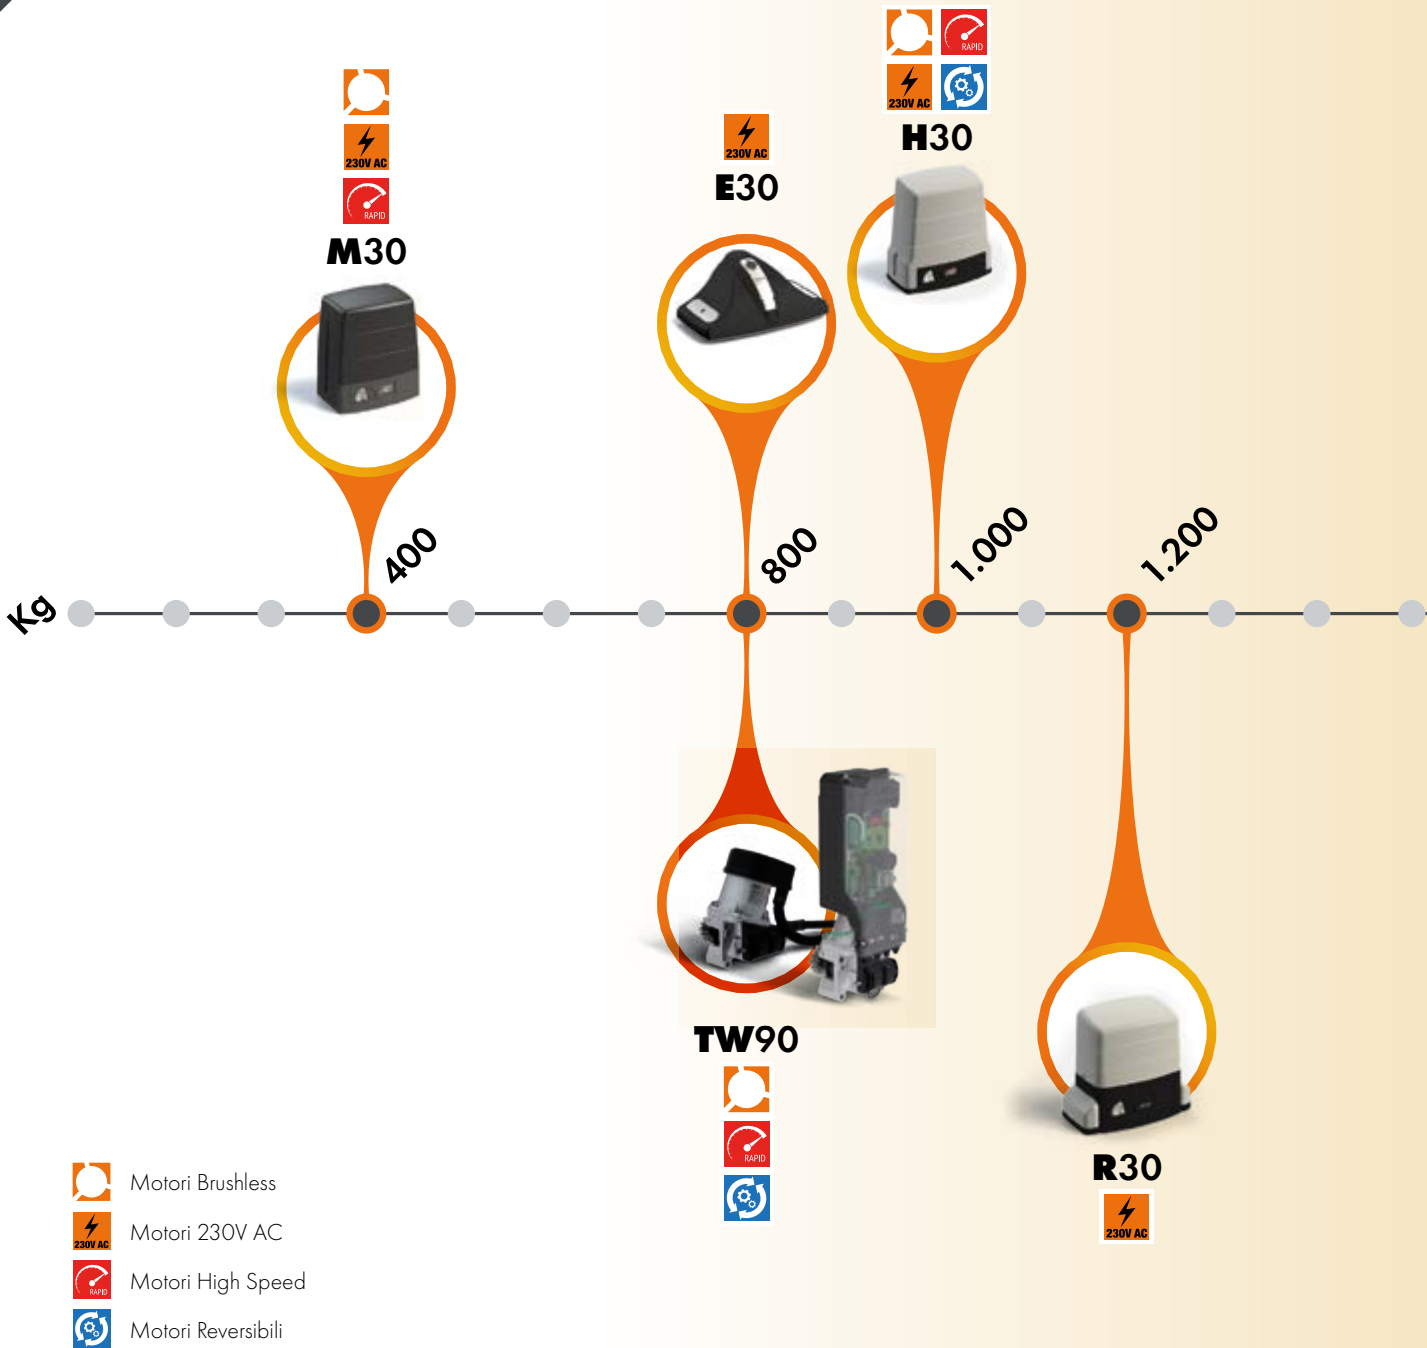 RAPID
230V AC
H30
230V AC
E30
230V AC
RAPID
M30
400
800
1.000
1.200
Kg
TW90
RAPID
R30
230V AC
Motori Brushless
230V AC
Motori 230V AC
RAPID
Motori High Speed
Motori Reversibili